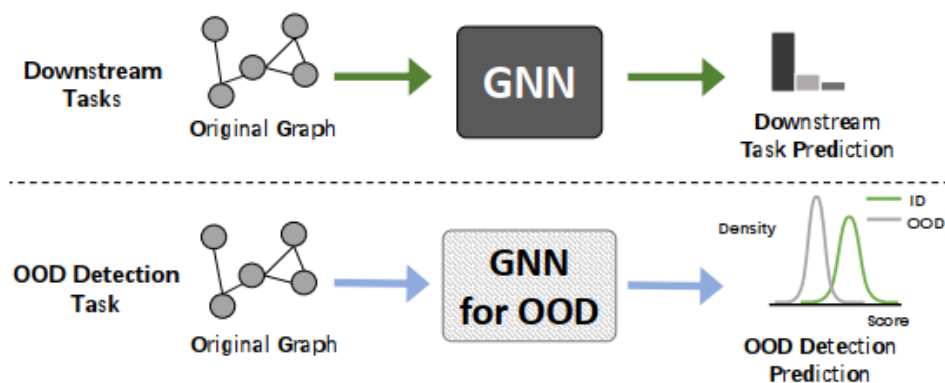 Downstream
Tasks
Original Graph
GNN
Downstream
Task Prediction
OOD Detection
Task
Original Graph
GNN
for OOD
Density
ID
OOD
Score
OOD Detection
Prediction